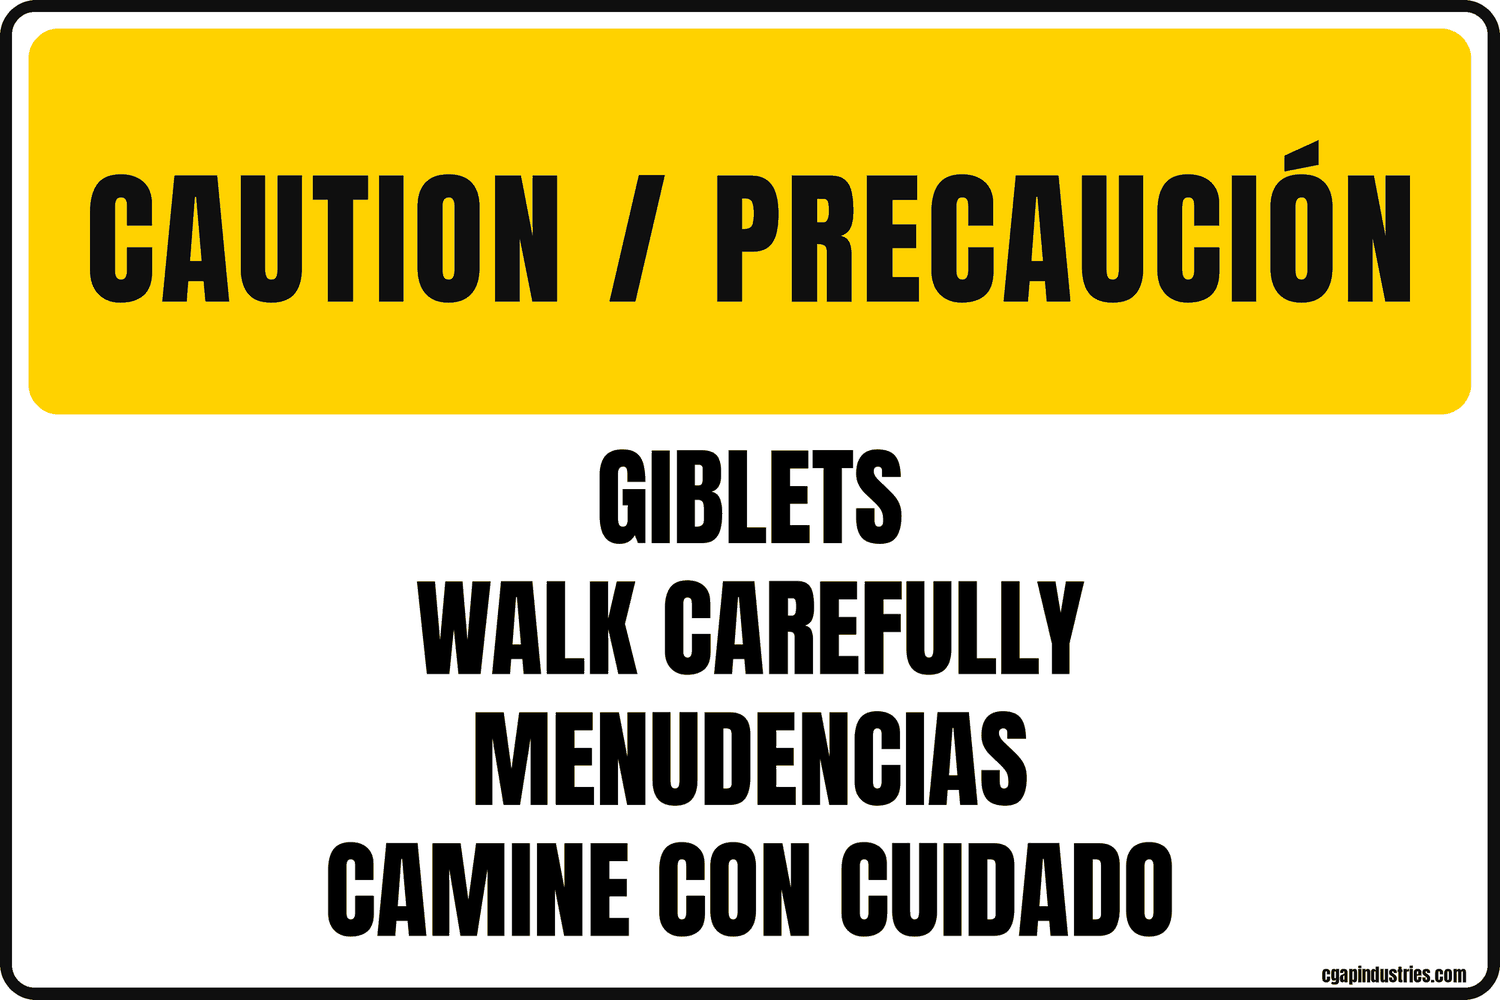 CAUTION / PRECAUCIÓN
GIBLETS
WALK CAREFULLY
MENUDENCIAS
CAMINE CON CUIDADO
cgapindustries.com